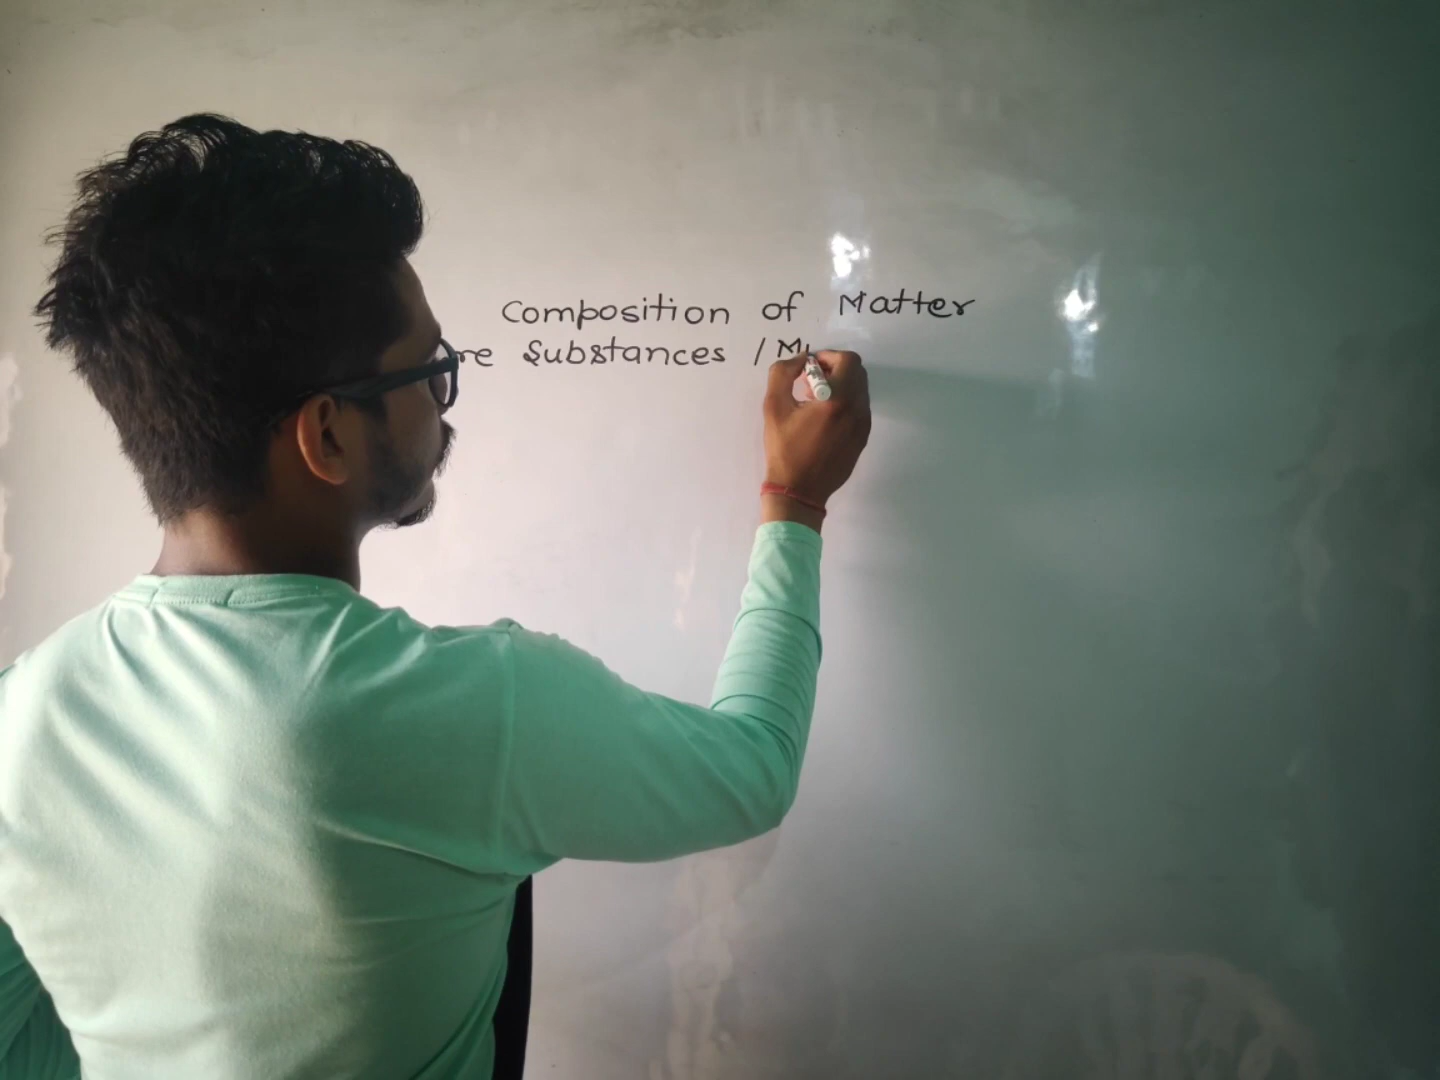 Composition of Matter
re Substances /M